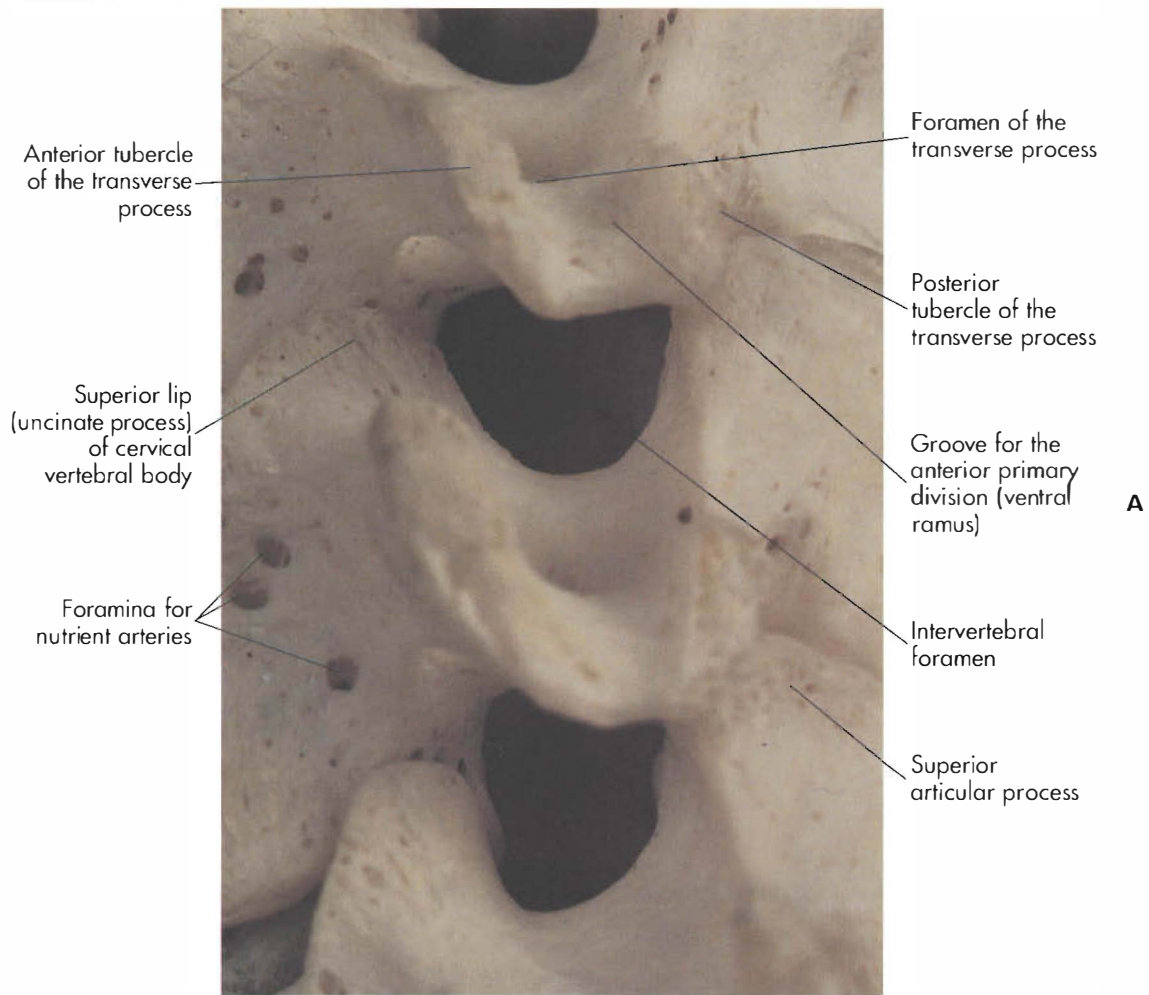 Anterior tubercle
of the transverse
process
Superior lip
(uncinate process)
of cervical
vertebral body
Foramina for
nutrient arteries
Foramen of the
transverse process
Posterior
tubercle of the
transverse process
Groove for the
anterior primary
division (ventral
ramus)
A
Intervertebral
foramen
Superior
articular process